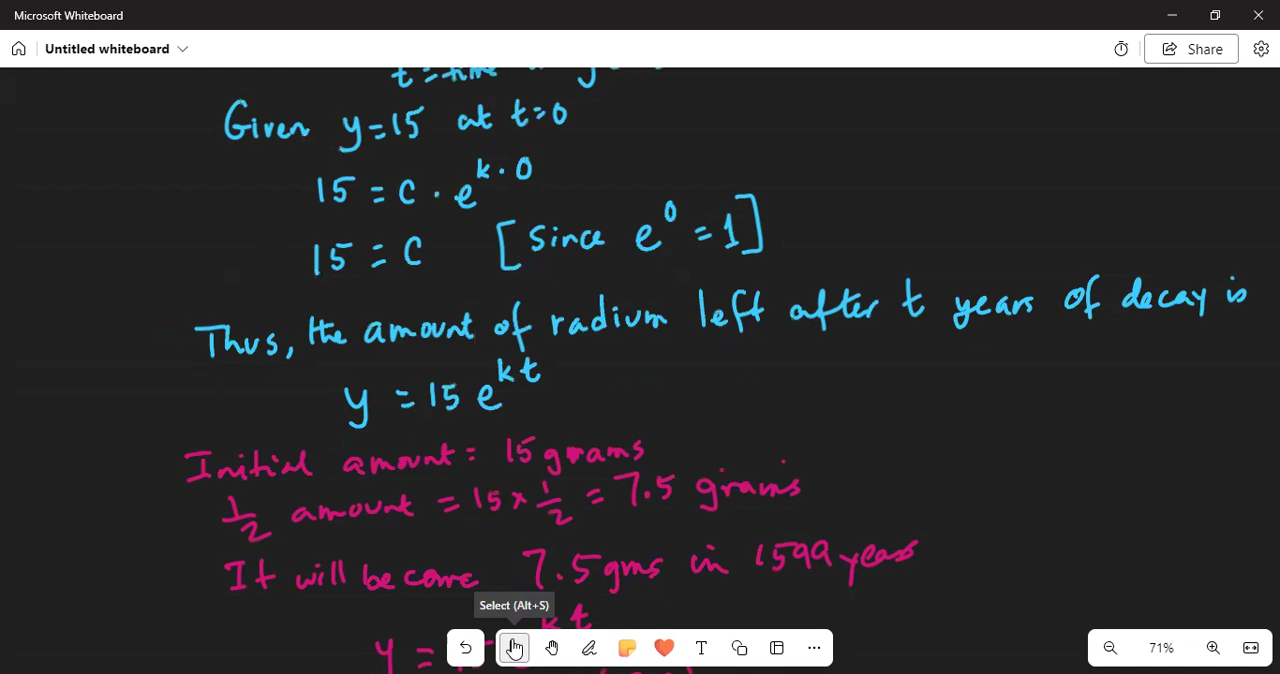 Microsoft Whiteboard
Untitled whiteboard
Share
t = time
Given y=15 at t=0
15 = C · e^k·0
15 = C [Since e^0 = 1]
Thus, the amount of radium left after t years of decay is
y = 15 e^kt
Initial amount = 15 grams
1/2 amount = 15 × 1/2 = 7.5 grams
It will become 7.5 gms in 1599 years
Select (Alt+S)
kt
y =
T
71%